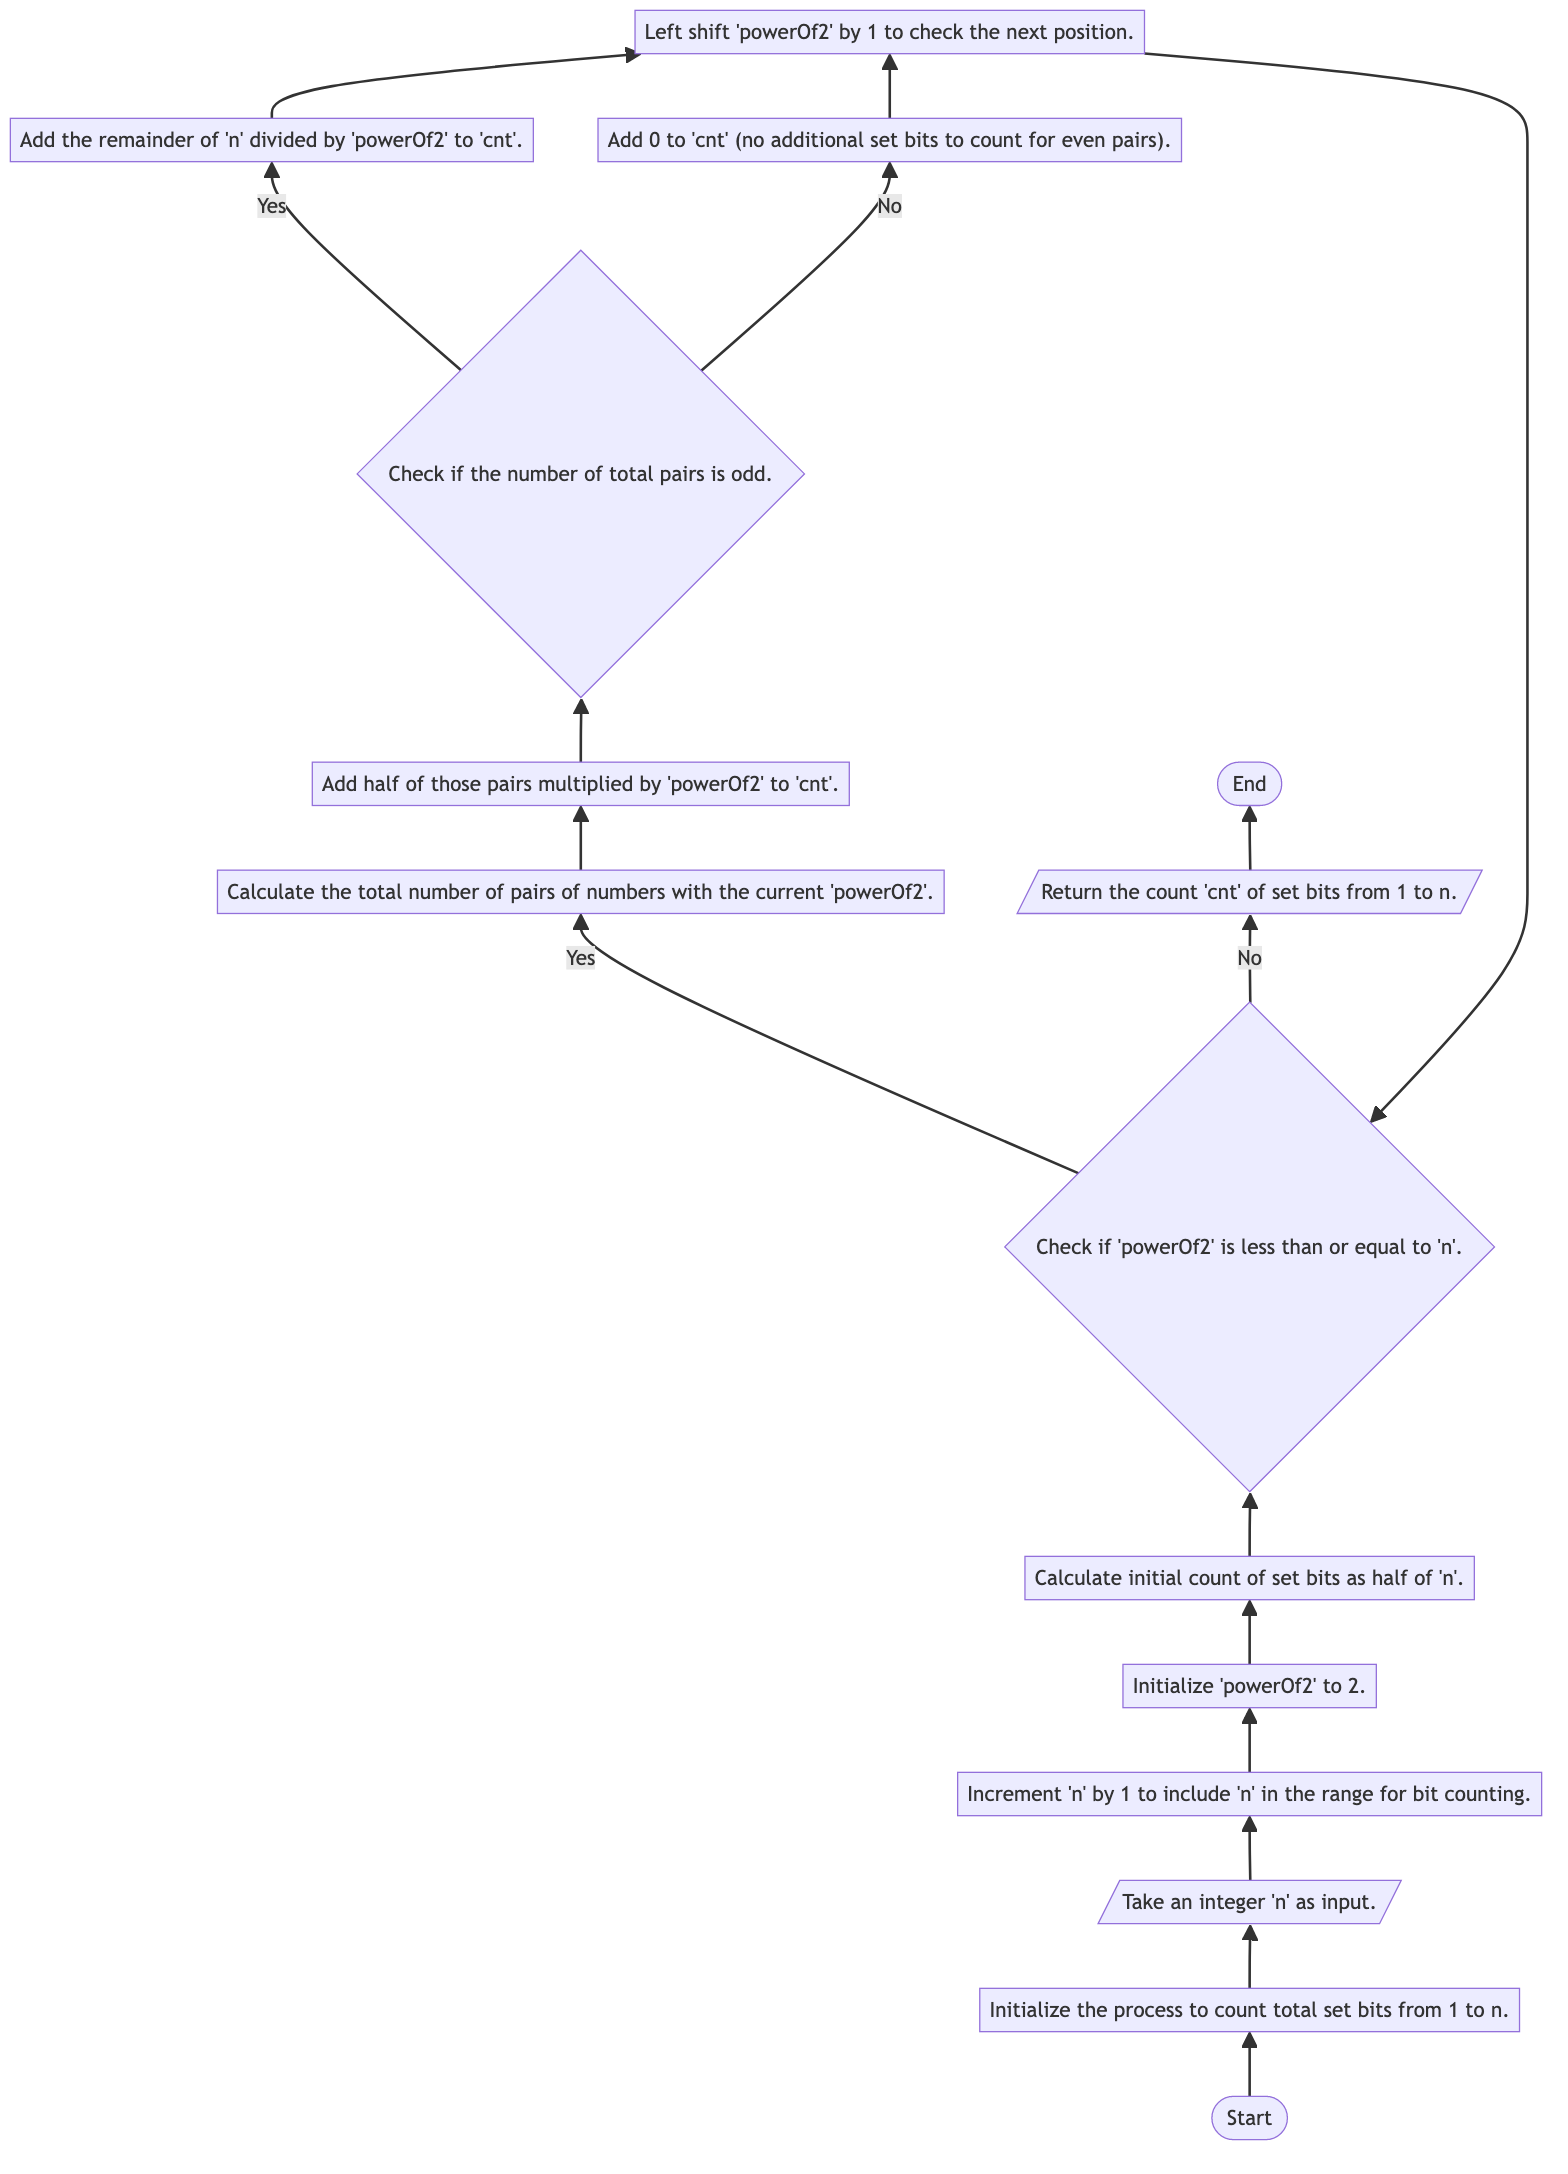 Left shift 'powerOf2' by 1 to check the next position.
Add the remainder of 'n' divided by 'powerOf2' to 'cnt'.
Add 0 to 'cnt' (no additional set bits to count for even pairs).
Yes
No
Check if the number of total pairs is odd.
Add half of those pairs multiplied by 'powerOf2' to 'cnt'.
End
Calculate the total number of pairs of numbers with the current 'powerOf2'.
Return the count 'cnt' of set bits from 1 to n.
Yes
No
Check if 'powerOf2' is less than or equal to 'n'.
Calculate initial count of set bits as half of 'n'.
Initialize 'powerOf2' to 2.
Increment 'n' by 1 to include 'n' in the range for bit counting.
Take an integer 'n' as input.
Initialize the process to count total set bits from 1 to n.
Start